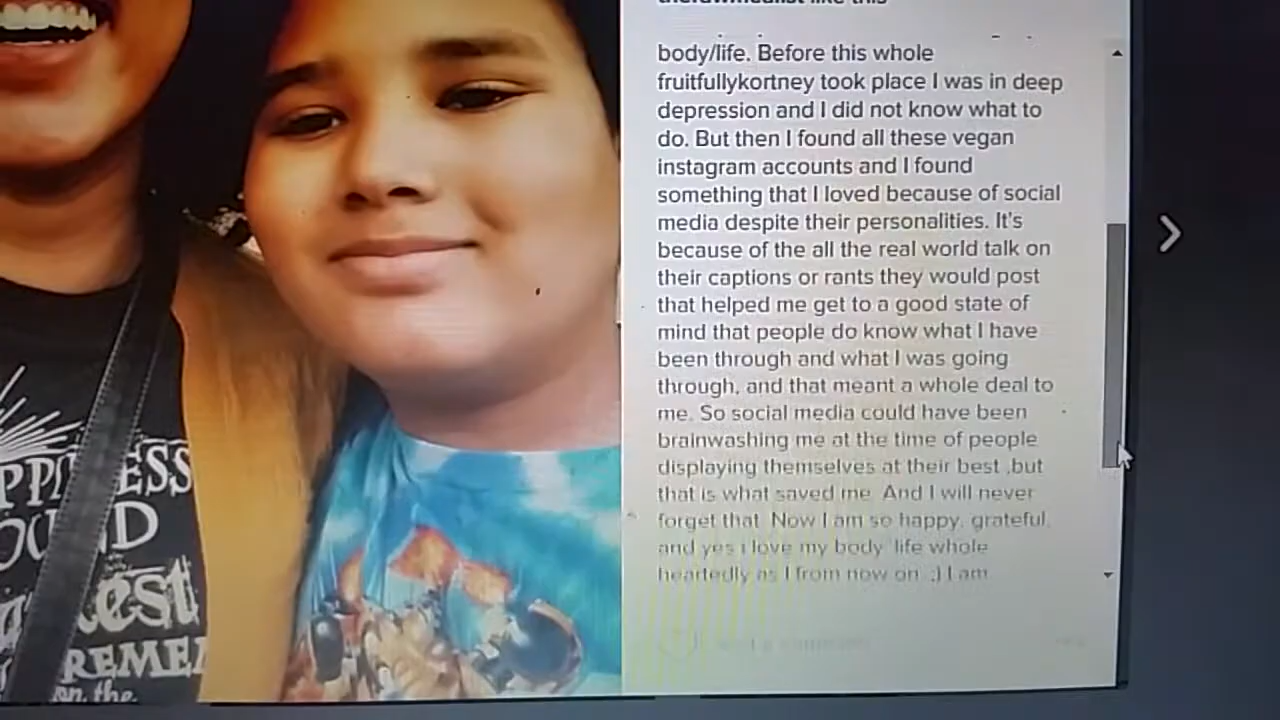 body/life. Before this whole
fruitfullykortney took place I was in deep
depression and I did not know what to
do. But then I found all these vegan
instagram accounts and I found
something that I loved because of social
media despite their personalities. It's
because of the all the real world talk on
their captions or rants they would post
that helped me get to a good state of
mind that people do know what I have
been through and what I was going
through, and that meant a whole deal to
me. So social media could have been
brainwashing me at the time of people
displaying themselves at their best ,but
that is what saved me. And I will never
forget that. Now I am so happy, grateful,
and yes i love my body/life whole
heartedly as I from now on :) I am
OUND
REME
on the